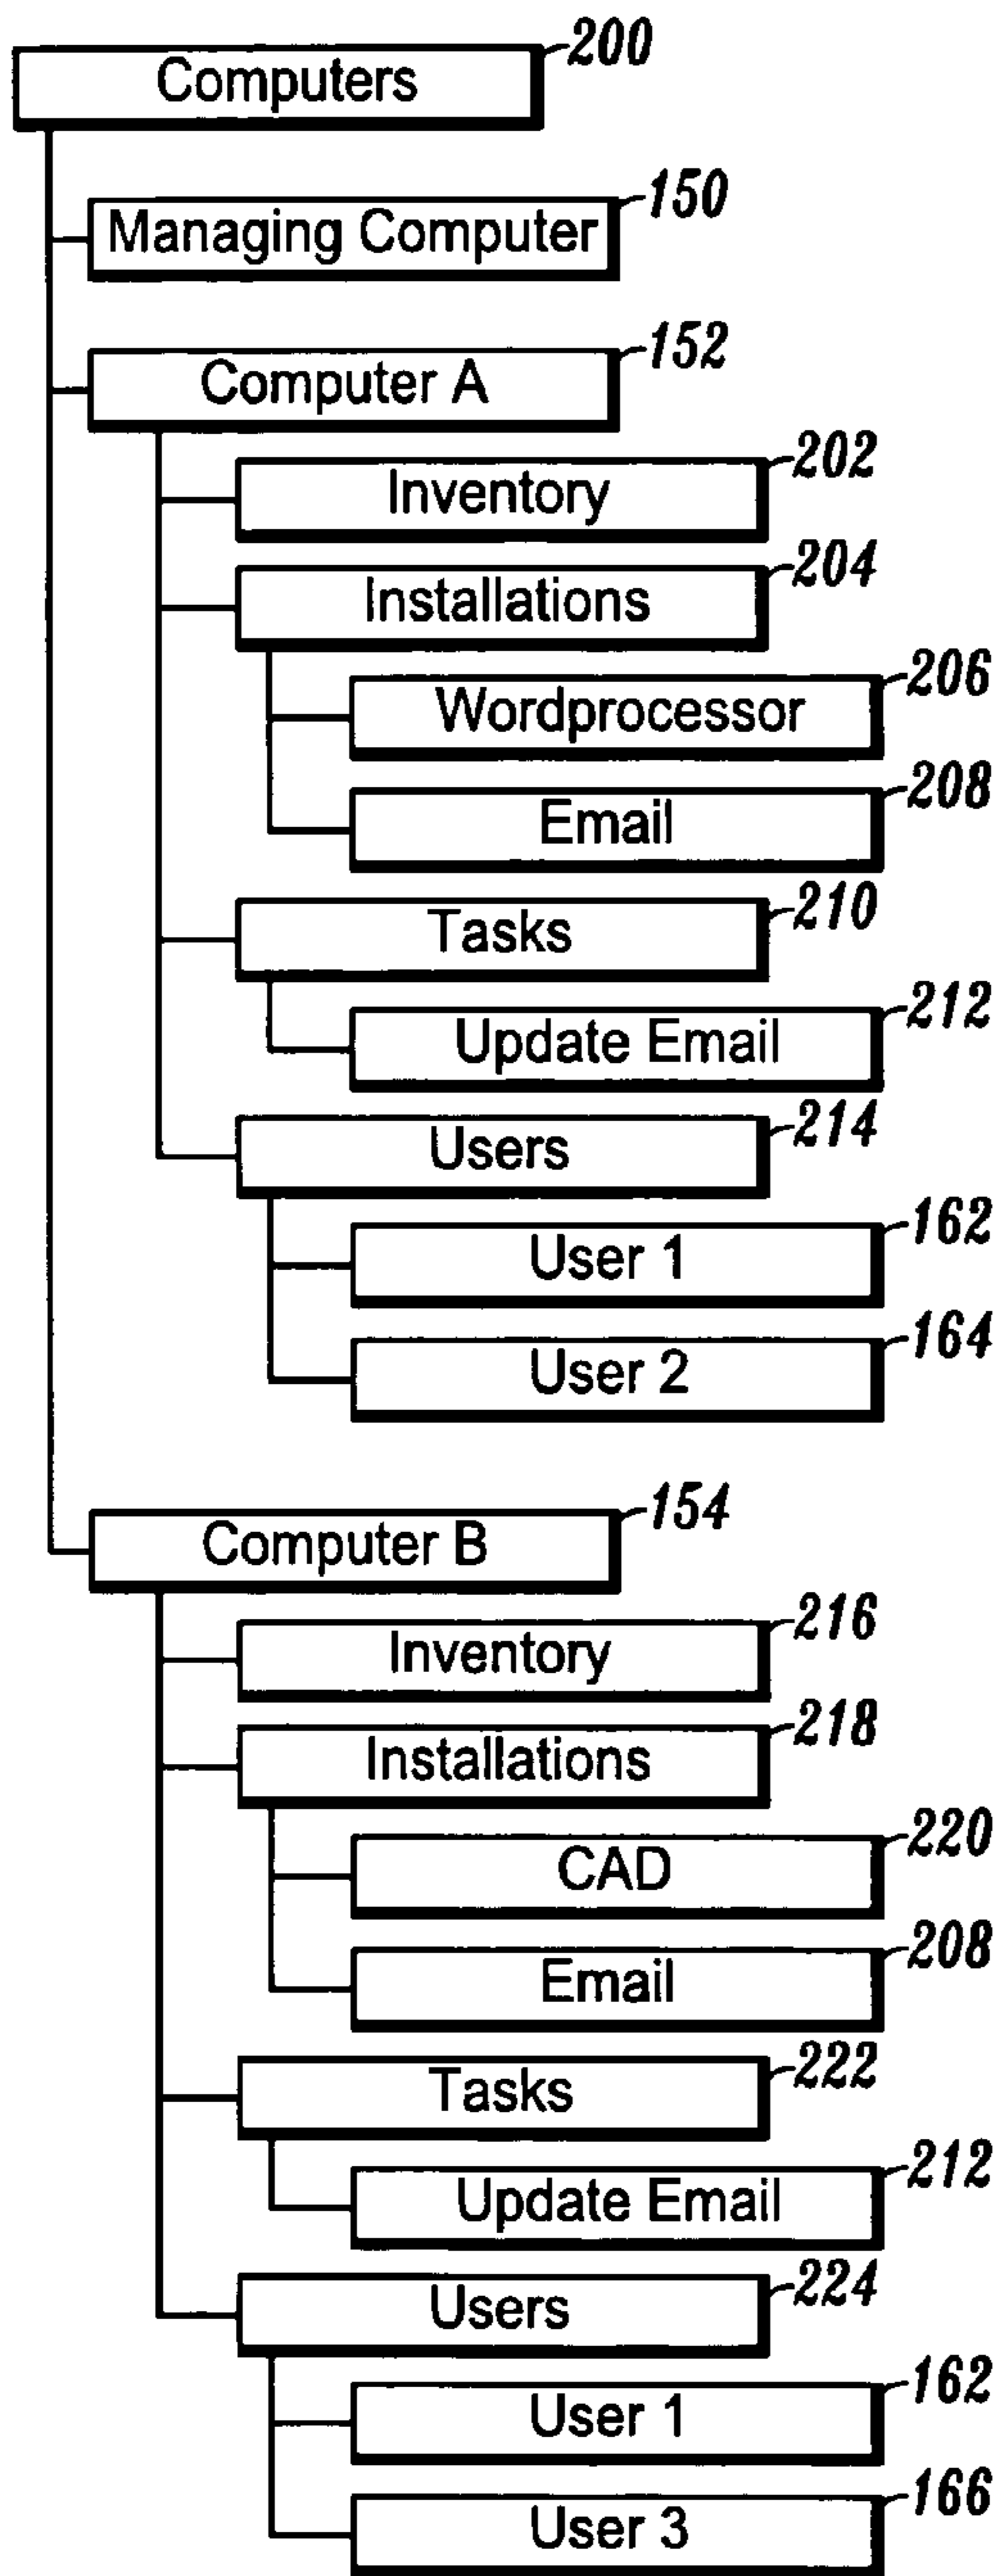 Computers 200
Managing Computer 150
Computer A 152
Inventory 202
Installations 204
Wordprocessor 206
Email 208
Tasks 210
Update Email 212
Users 214
User 1 162
User 2 164
Computer B 154
Inventory 216
Installations 218
CAD 220
Email 208
Tasks 222
Update Email 212
Users 224
User 1 162
User 3 166